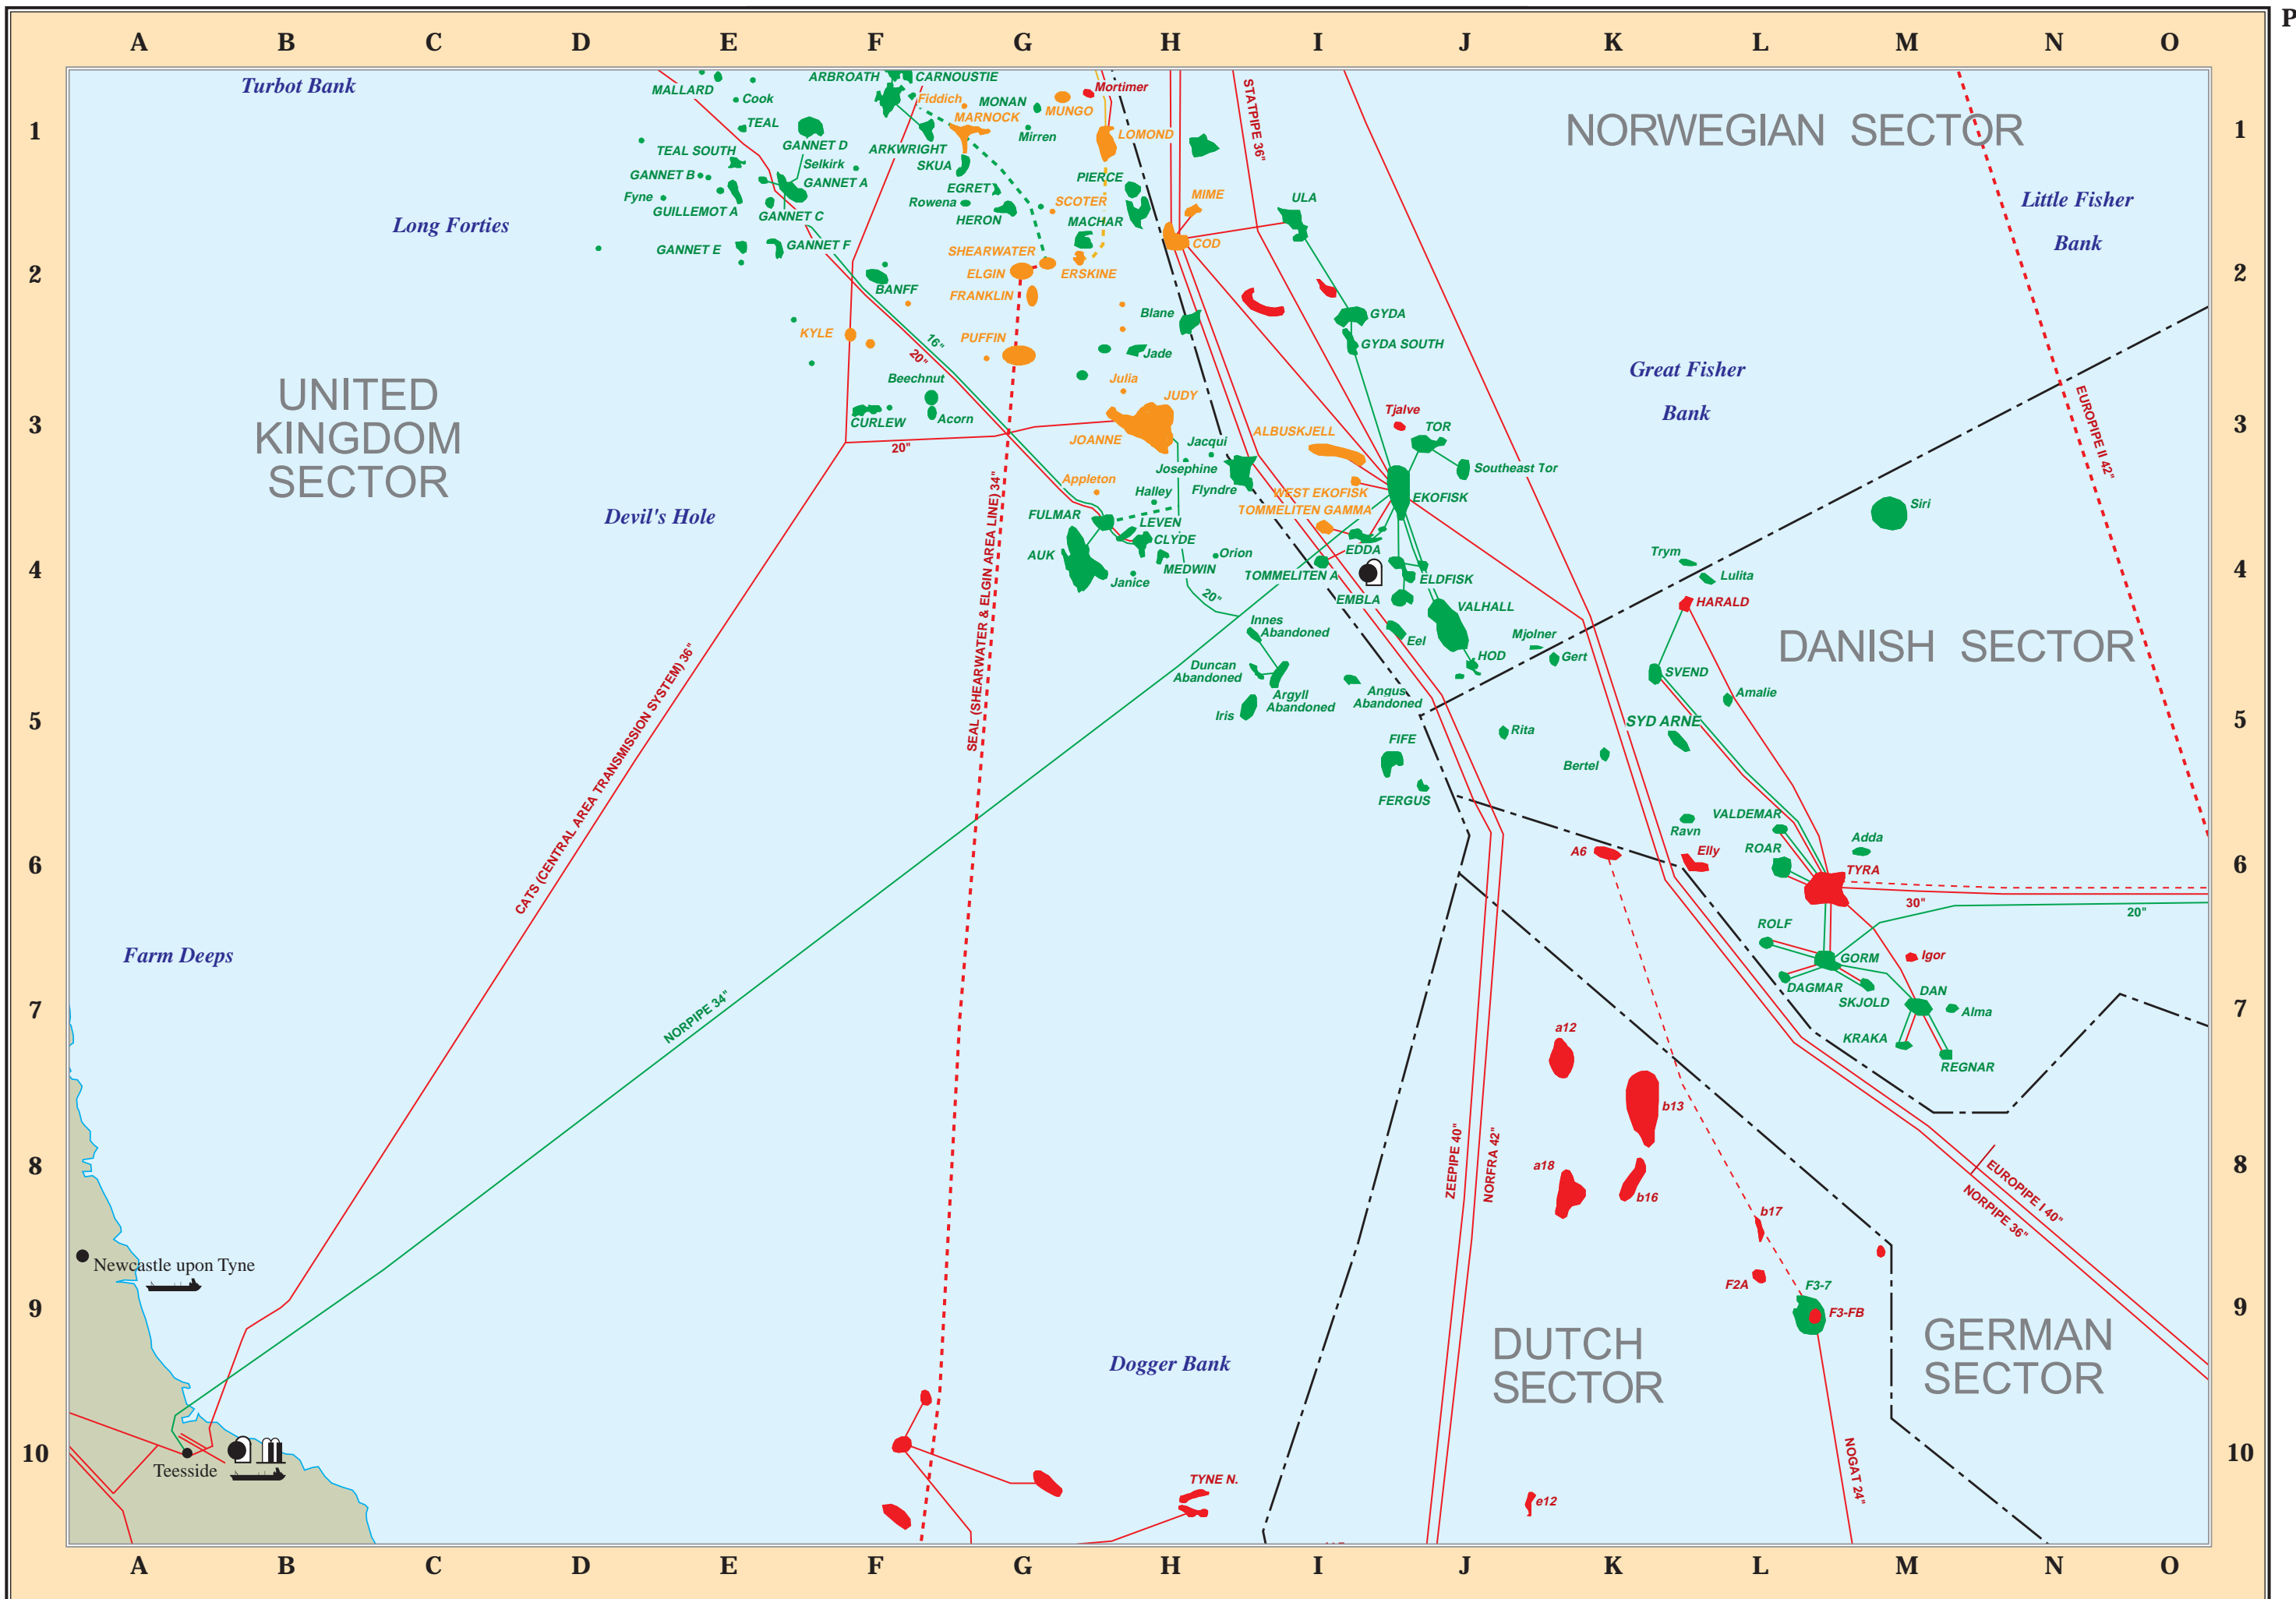 P
A B C D E F G H I J K L M N O
Turbot Bank
MALLARD
Cook
TEAL
ARBROATH
CARNOUSTIE
Fiddich
MONAN
MUNGO
Mortimer
MARNOCK
Mirren
LOMOND
STATPIPE 36"
NORWEGIAN SECTOR
1
1
TEAL SOUTH
GANNET D
ARKWRIGHT
SKUA
Selkirk
GANNET B
GANNET A
PIERCE
EGRET
Fyne
GUILLEMOT A
GANNET C
Rowena
HERON
SCOTER
MACHAR
MIME
ULA
Little Fisher
Bank
Long Forties
GANNET E
GANNET F
SHEARWATER
COD
2
2
ELGIN
ERSKINE
BANFF
FRANKLIN
Blane
GYDA
KYLE
16"
20"
PUFFIN
Jade
GYDA SOUTH
UNITED
KINGDOM
SECTOR
Beechnut
Julia
JUDY
Great Fisher
Bank
EUROPIPE II 42"
CURLEW
Acorn
Tjalve
3
3
20"
JOANNE
Jacqui
ALBUSKJELL
TOR
Josephine
Southeast Tor
Appleton
Halley
Flyndre
WEST EKOFISK
EKOFISK
Devil's Hole
FULMAR
LEVEN
TOMMELITEN GAMMA
Siri
AUK
CLYDE
Orion
EDDA
Trym
4
4
MEDWIN
Janice
TOMMELITEN A
ELDFISK
Lulita
20"
EMBLA
VALHALL
HARALD
SEAL (SHEARWATER & ELGIN AREA LINE) 34"
Innes
Abandoned
Eel
Mjolner
DANISH SECTOR
Duncan
Abandoned
HOD
Gert
SVEND
Argyll
Abandoned
Angus
Abandoned
Amalie
Iris
5
5
SYD ARNE
Rita
FIFE
Bertel
CATS (CENTRAL AREA TRANSMISSION SYSTEM) 36"
FERGUS
VALDEMAR
Ravn
Adda
A6
Elly
ROAR
TYRA
6
6
30"
20"
ROLF
Farm Deeps
GORM
Igor
DAGMAR
SKJOLD
DAN
Alma
7
7
NORPIPE 34"
KRAKA
REGNAR
a12
b13
ZEEPIPE 40"
NORFRA 42"
a18
b16
8
8
EUROPIPE I 40"
NORPIPE 36"
b17
Newcastle upon Tyne
F2A
F3-7
F3-FB
9
9
Dogger Bank
DUTCH
SECTOR
GERMAN
SECTOR
10
10
Teesside
NOGAT 24"
TYNE N.
e12
A B C D E F G H I J K L M N O